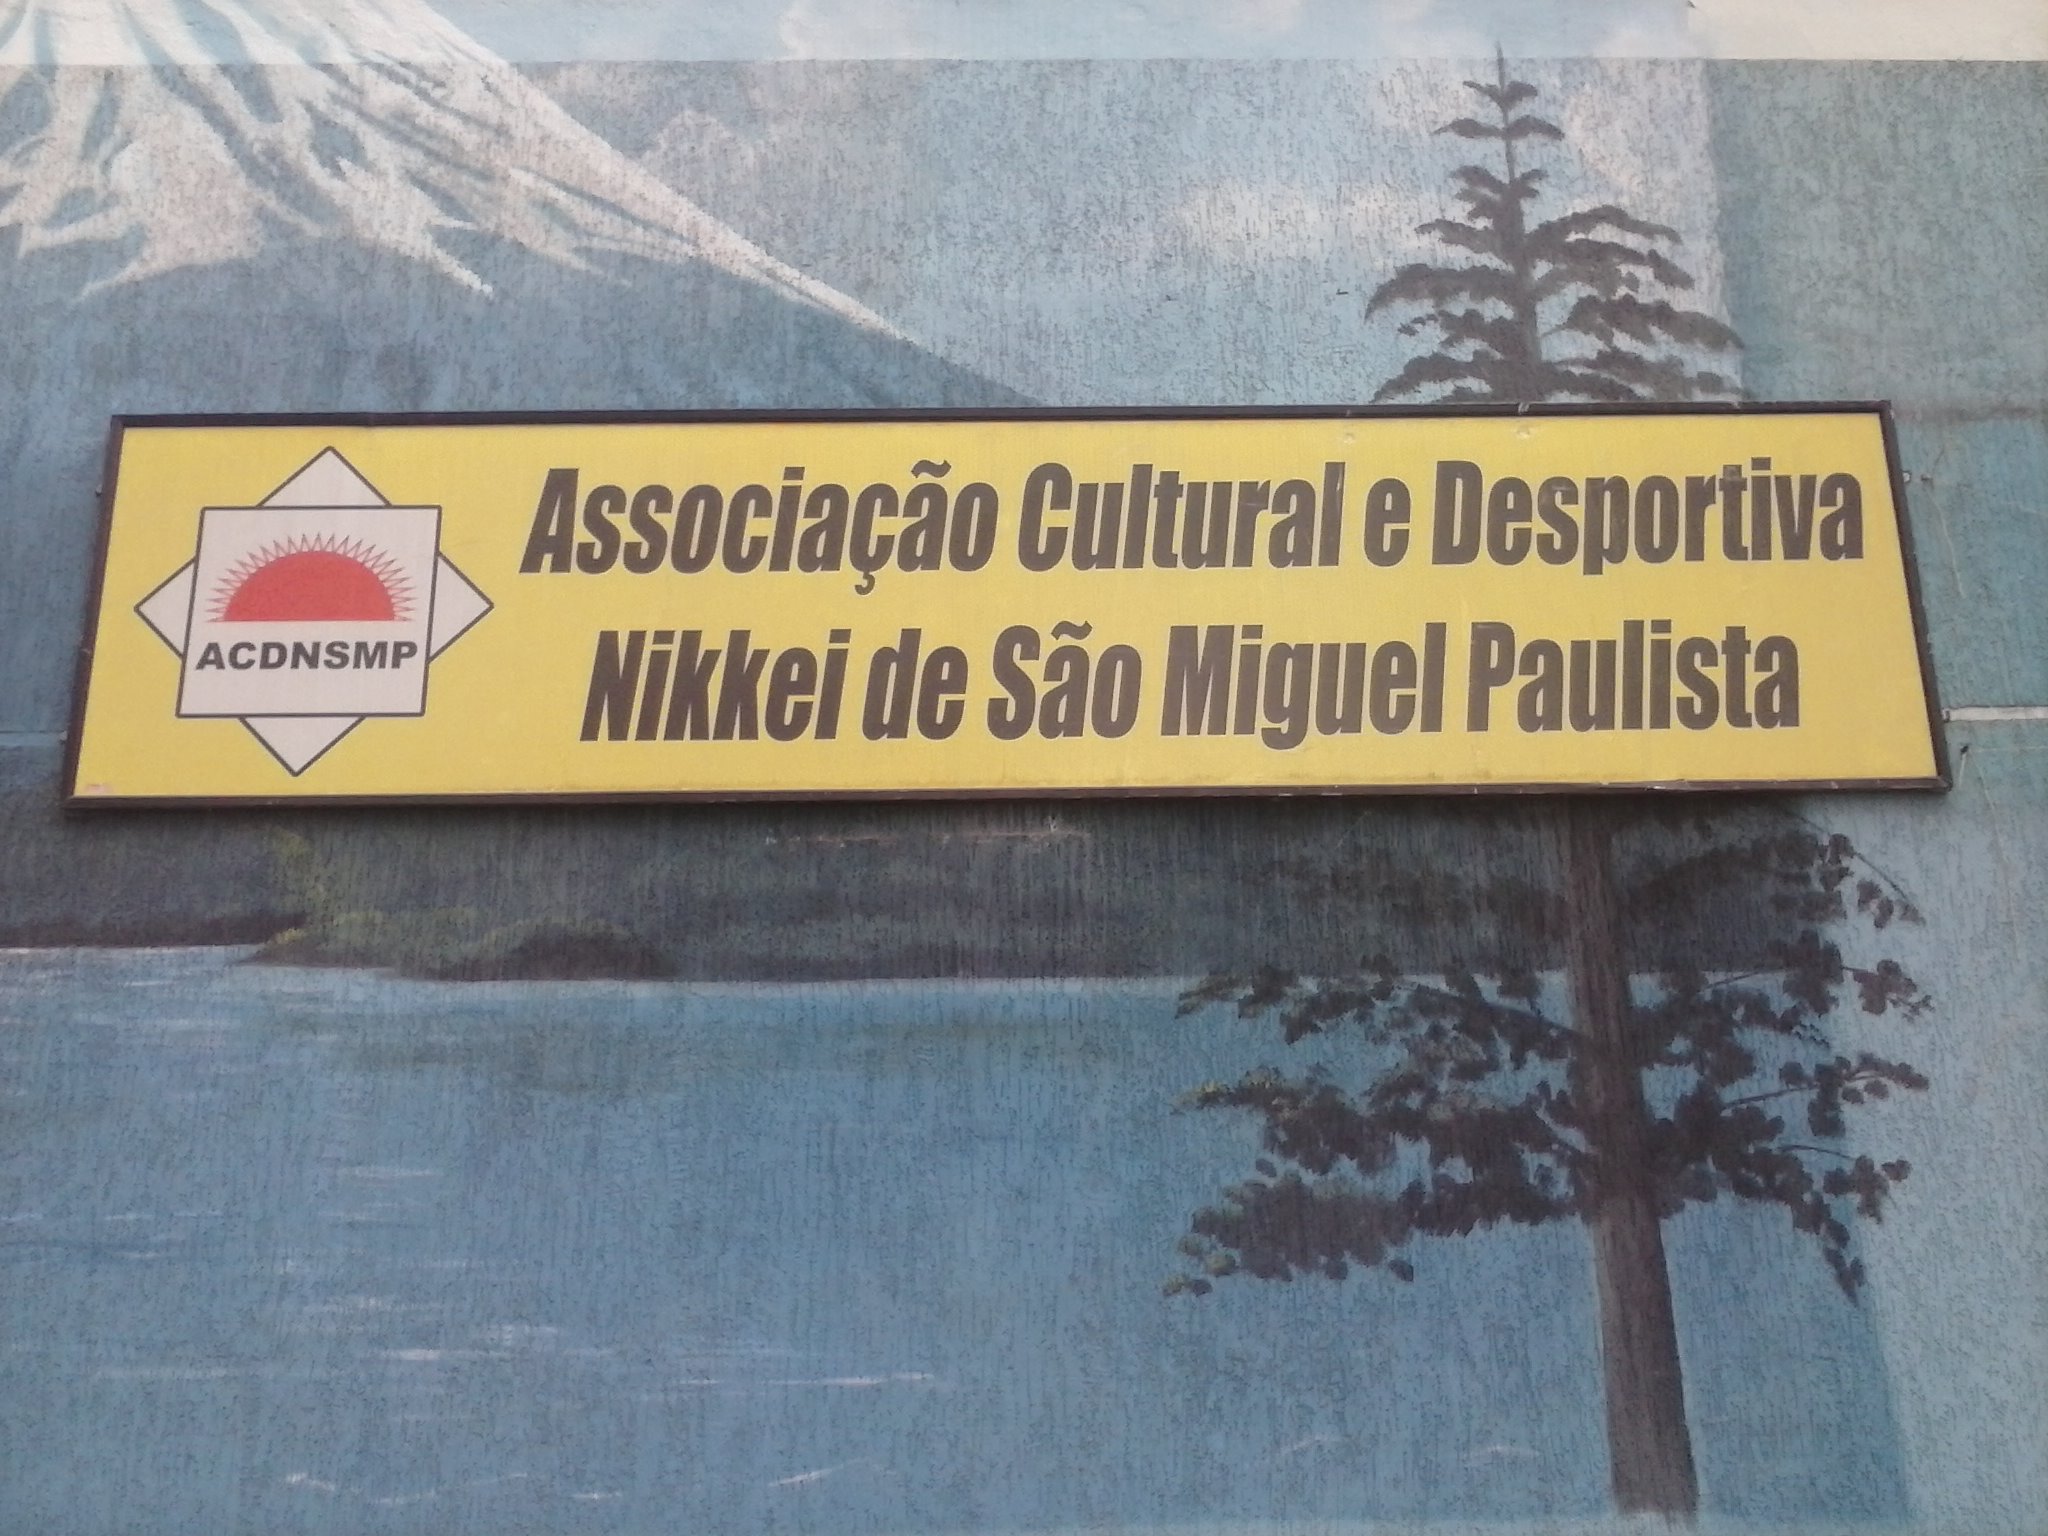 ACDNSMP
Associação Cultural e Desportiva
Nikkei de São Miguel Paulista